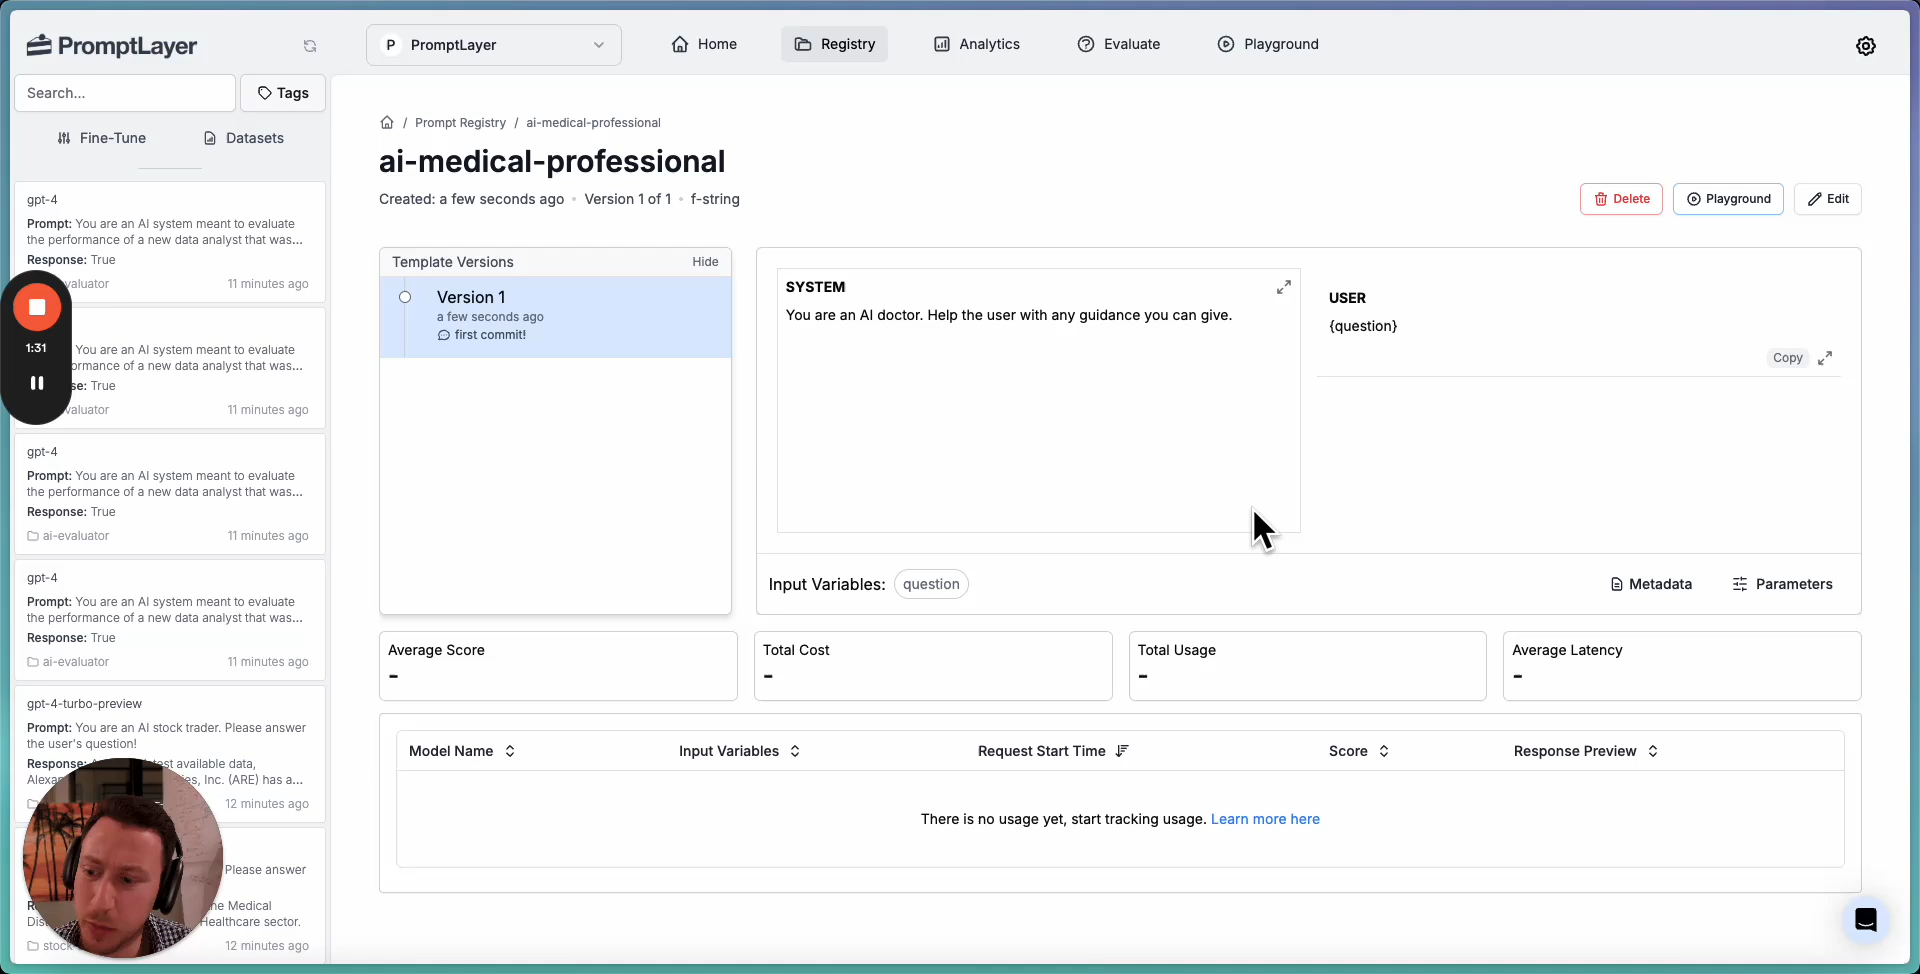 PromptLayer
P PromptLayer
Home
Registry
Analytics
Evaluate
Playground
Search...
Tags
Fine-Tune
Datasets
gpt-4
Prompt: You are an AI system meant to evaluate
the performance of a new data analyst that was...
Response: True
valuator
11 minutes ago
You are an AI system meant to evaluate
ormance of a new data analyst that was...
se: True
valuator
11 minutes ago
gpt-4
Prompt: You are an AI system meant to evaluate
the performance of a new data analyst that was...
Response: True
ai-evaluator
11 minutes ago
gpt-4
Prompt: You are an AI system meant to evaluate
the performance of a new data analyst that was...
Response: True
ai-evaluator
11 minutes ago
gpt-4-turbo-preview
Prompt: You are an AI stock trader. Please answer
the user's question!
Response: test available data,
Alexa es, Inc. (ARE) has a...
12 minutes ago
Please answer
he Medical
Dis Healthcare sector.
stock
12 minutes ago
1:31
/ Prompt Registry / ai-medical-professional
ai-medical-professional
Created: a few seconds ago • Version 1 of 1 • f-string
Delete
Playground
Edit
Template Versions
Hide
Version 1
a few seconds ago
first commit!
SYSTEM
You are an AI doctor. Help the user with any guidance you can give.
USER
{question}
Copy
Input Variables: question
Metadata
Parameters
Average Score
-
Total Cost
-
Total Usage
-
Average Latency
-
Model Name
Input Variables
Request Start Time
Score
Response Preview
There is no usage yet, start tracking usage. Learn more here